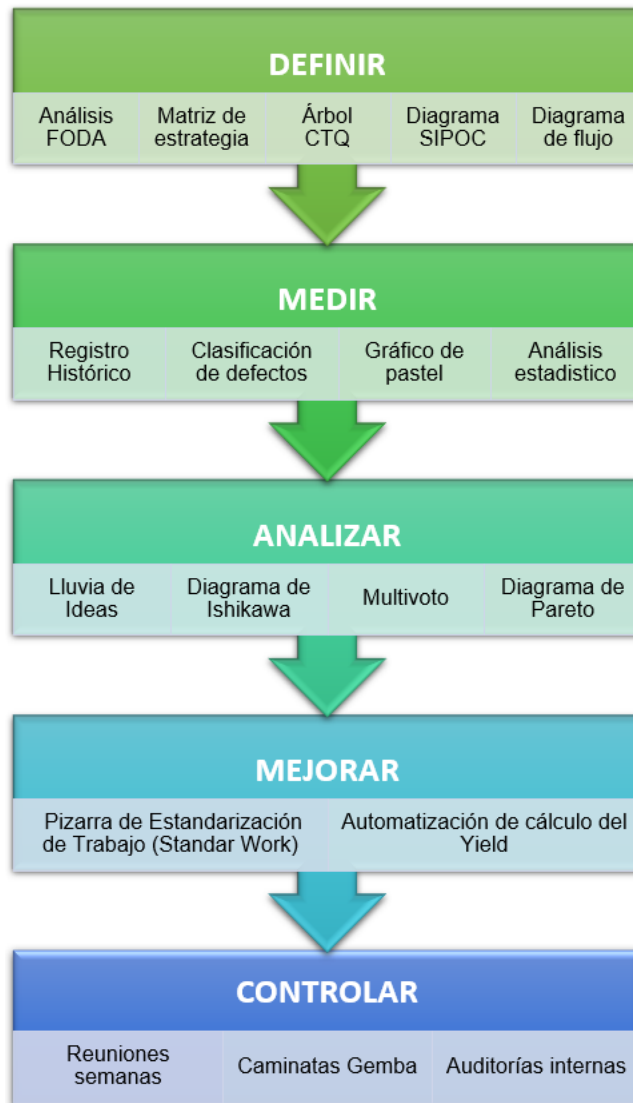 DEFINIR
Análisis FODA
Matriz de estrategia
Árbol CTQ
Diagrama SIPOC
Diagrama de flujo
MEDIR
Registro Histórico
Clasificación de defectos
Gráfico de pastel
Análisis estadistico
ANALIZAR
Lluvia de Ideas
Diagrama de Ishikawa
Multivoto
Diagrama de Pareto
MEJORAR
Pizarra de Estandarización de Trabajo (Standar Work)
Automatización de cálculo del Yield
CONTROLAR
Reuniones semanas
Caminatas Gemba
Auditorías internas